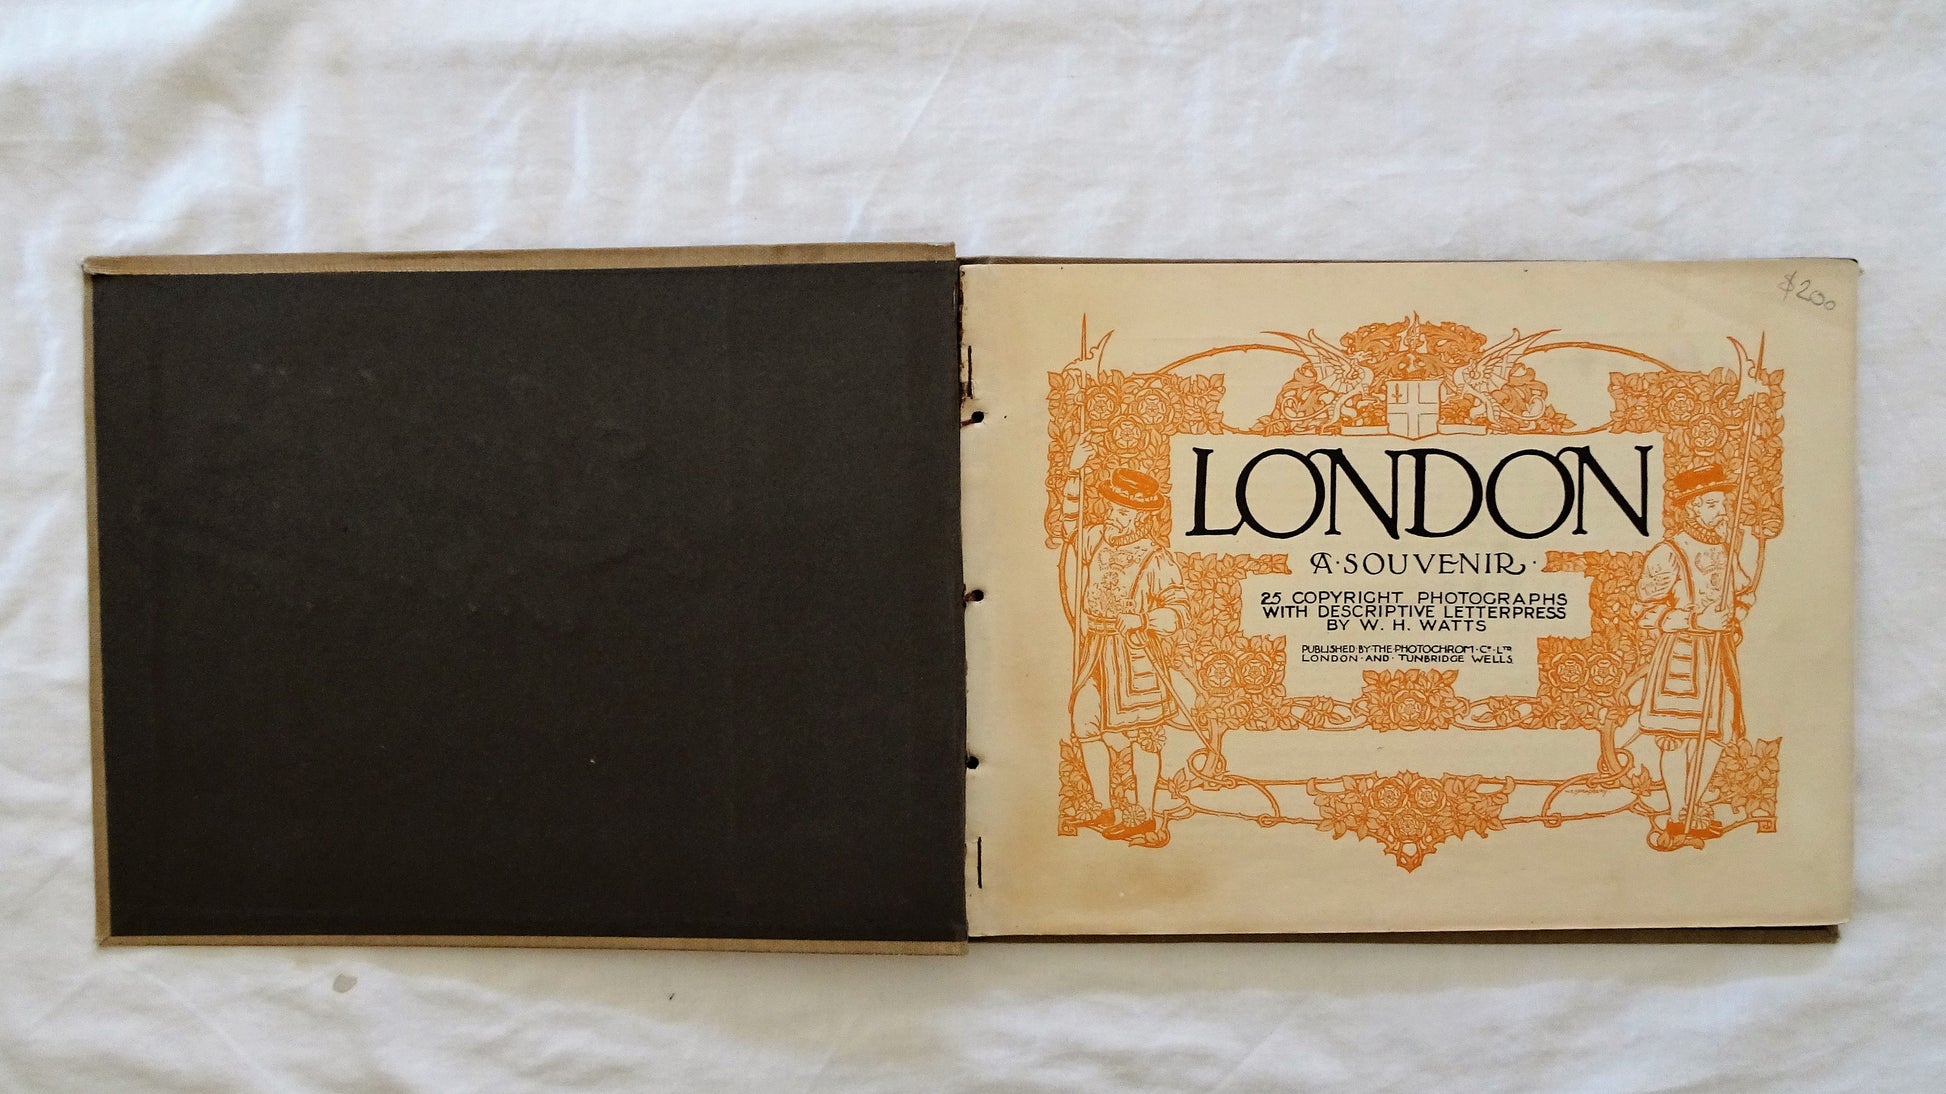 $200
LONDON
A·SOUVENIR·
25 COPYRIGHT PHOTOGRAPHS
WITH DESCRIPTIVE LETTERPRESS
BY W. H. WATTS
PUBLISHED·BY·THE·PHOTOCHROM·Cº·LTD
LONDON·AND·TUNBRIDGE WELLS.